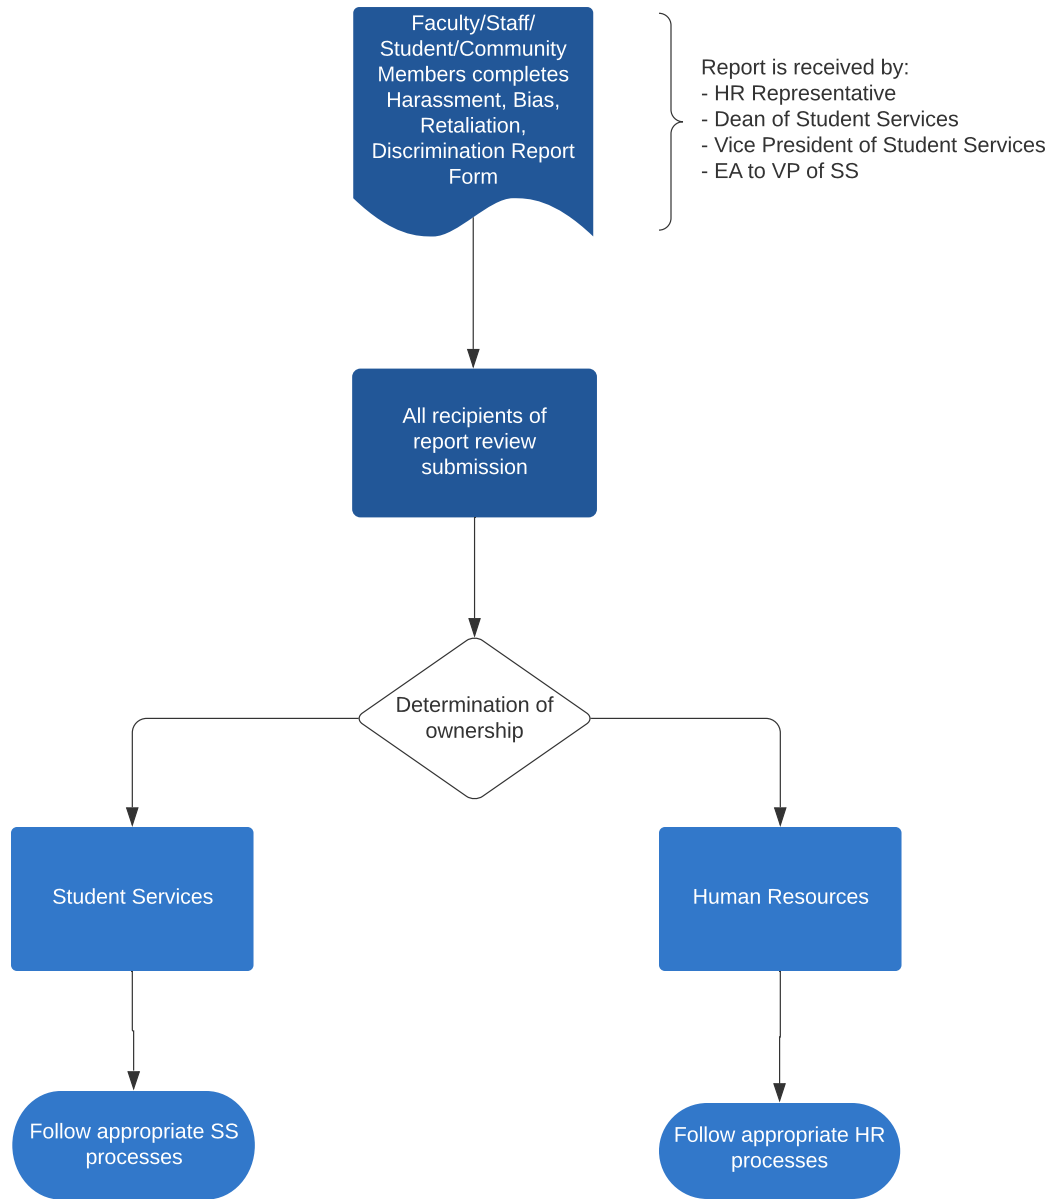 Faculty/Staff/
Student/Community
Members completes
Harassment, Bias,
Retaliation,
Discrimination Report
Form
Report is received by:
- HR Representative
- Dean of Student Services
- Vice President of Student Services
- EA to VP of SS
All recipients of
report review
submission
Determination of
ownership
Student Services
Human Resources
Follow appropriate SS
processes
Follow appropriate HR
processes